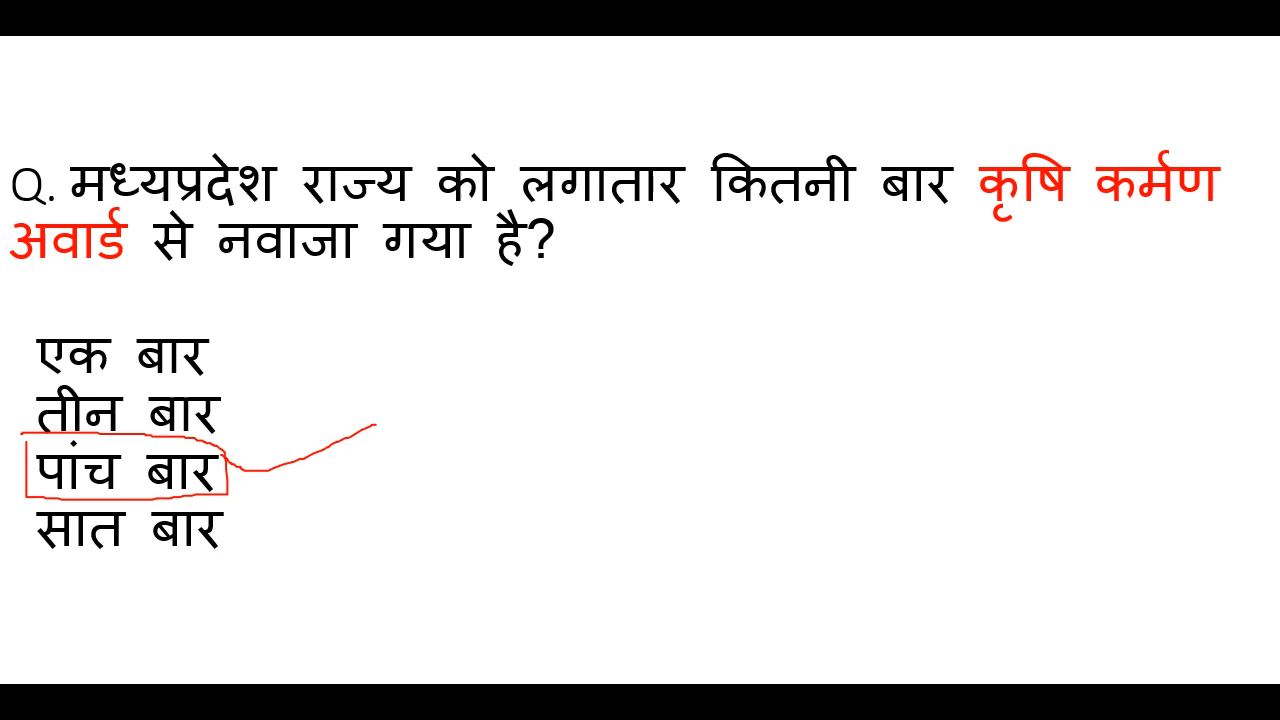 Q. मध्यप्रदेश राज्य को लगातार कितनी बार कृषि कर्मण
अवार्ड से नवाजा गया है?
एक बार
तीन बार
पांच बार
सात बार